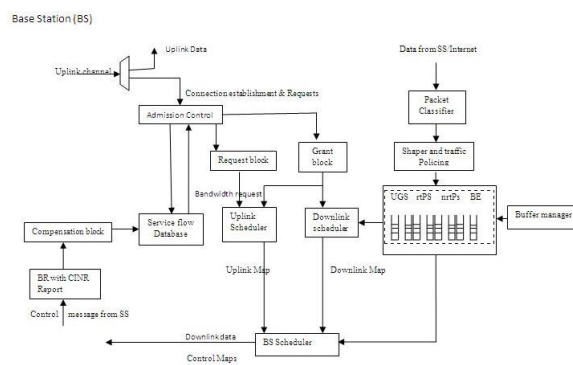 Base Station (BS)
Uplink Data
Data from SS/Internet
Uplink channel
Connection establishment & Requests
Packet
Classifier
Admission Control
Request block
Grant
block
Shaper and traffic
Policing
Bandwidth request
UGS rtPS nrtPs BE
Compensation block
Service flow
Database
Uplink
Scheduler
Downlink
scheduler
Buffer manager
BR with CINR
Report
Uplink Map
Downlink Map
Control message from SS
Downlink data
BS Scheduler
Control Maps